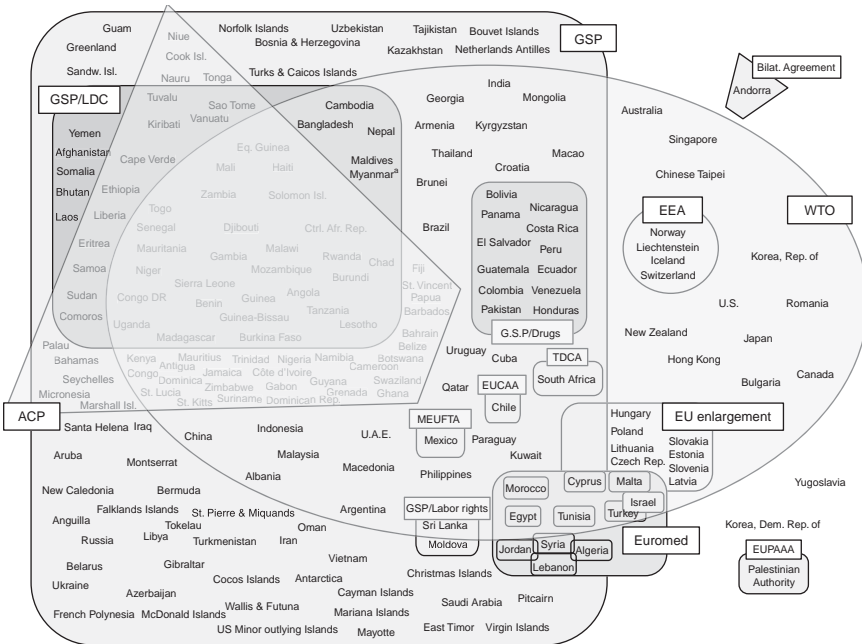 Guam
Norfolk Islands
Uzbekistan
Tajikistan
Bouvet Islands
Niue
Greenland
Bosnia & Herzegovina
GSP
Cook Isl.
Kazakhstan
Netherlands Antilles
Sandw. Isl.
Nauru
Tonga
Turks & Caicos Islands
Bilat. Agreement
Andorra
India
GSP/LDC
Tuvalu
Sao Tome
Cambodia
Georgia
Mongolia
Australia
Kiribati
Vanuatu
Bangladesh
Nepal
Armenia
Kyrgyzstan
Yemen
Singapore
Afghanistan
Cape Verde
Eq. Guinea
Maldives
Thailand
Macao
Somalia
Mali
Haiti
Myanmarª
Croatia
Chinese Taipei
Bhutan
Ethiopia
Zambia
Solomon Isl.
Brunei
Bolivia
Laos
Liberia
Togo
Panama
Nicaragua
EEA
WTO
Senegal
Djibouti
Ctrl. Afr. Rep.
Brazil
Costa Rica
Norway
Eritrea
Mauritania
Malawi
El Salvador
Peru
Liechtenstein
Gambia
Rwanda
Chad
Iceland
Korea, Rep. of
Samoa
Niger
Mozambique
Fiji
Guatemala
Ecuador
Switzerland
Burundi
Sierra Leone
St. Vincent
Sudan
Congo DR
Guinea
Angola
Papua
Colombia
Venezuela
Benin
U.S.
Romania
Comoros
Guinea-Bissau
Tanzania
Barbados
Pakistan
Honduras
Uganda
Lesotho
Madagascar
Burkina Faso
Bahrain
G.S.P/Drugs
New Zealand
Japan
Palau
Belize
Bahamas
Kenya
Mauritius
Trinidad
Nigeria
Namibia
Botswana
Uruguay
Cuba
TDCA
Hong Kong
Antigua
Cameroon
Congo
Jamaica
Côte d'Ivoire
Seychelles
Dominica
Guyana
Swaziland
South Africa
Canada
Zimbabwe
Gabon
Qatar
EUCAA
Bulgaria
Micronesia
St. Lucia
Grenada
Ghana
Marshall Isl.
St. Kitts
Suriname
Dominican Rep.
Chile
ACP
Hungary
EU enlargement
MEUFTA
Santa Helena
Iraq
Indonesia
Poland
China
U.A.E.
Mexico
Paraguay
Slovakia
Lithuania
Estonia
Aruba
Malaysia
Kuwait
Czech Rep.
Slovenia
Montserrat
Macedonia
Albania
Philippines
Latvia
Cyprus
Malta
Yugoslavia
New Caledonia
Bermuda
Morocco
Israel
Falklands Islands
St. Pierre & Miquands
Argentina
GSP/Labor rights
Egypt
Tunisia
Turkey
Anguilla
Tokelau
Sri Lanka
Korea, Dem. Rep. of
Oman
Russia
Libya
Turkmenistan
Iran
Moldova
Jordan
Syria
Algeria
Euromed
EUPAAA
Belarus
Gibraltar
Vietnam
Lebanon
Palestinian
Cocos Islands
Antarctica
Christmas Islands
Authority
Ukraine
Azerbaijan
Cayman Islands
Pitcairn
Wallis & Futuna
Saudi Arabia
French Polynesia
McDonald Islands
Mariana Islands
US Minor outlying Islands
Mayotte
East Timor
Virgin Islands